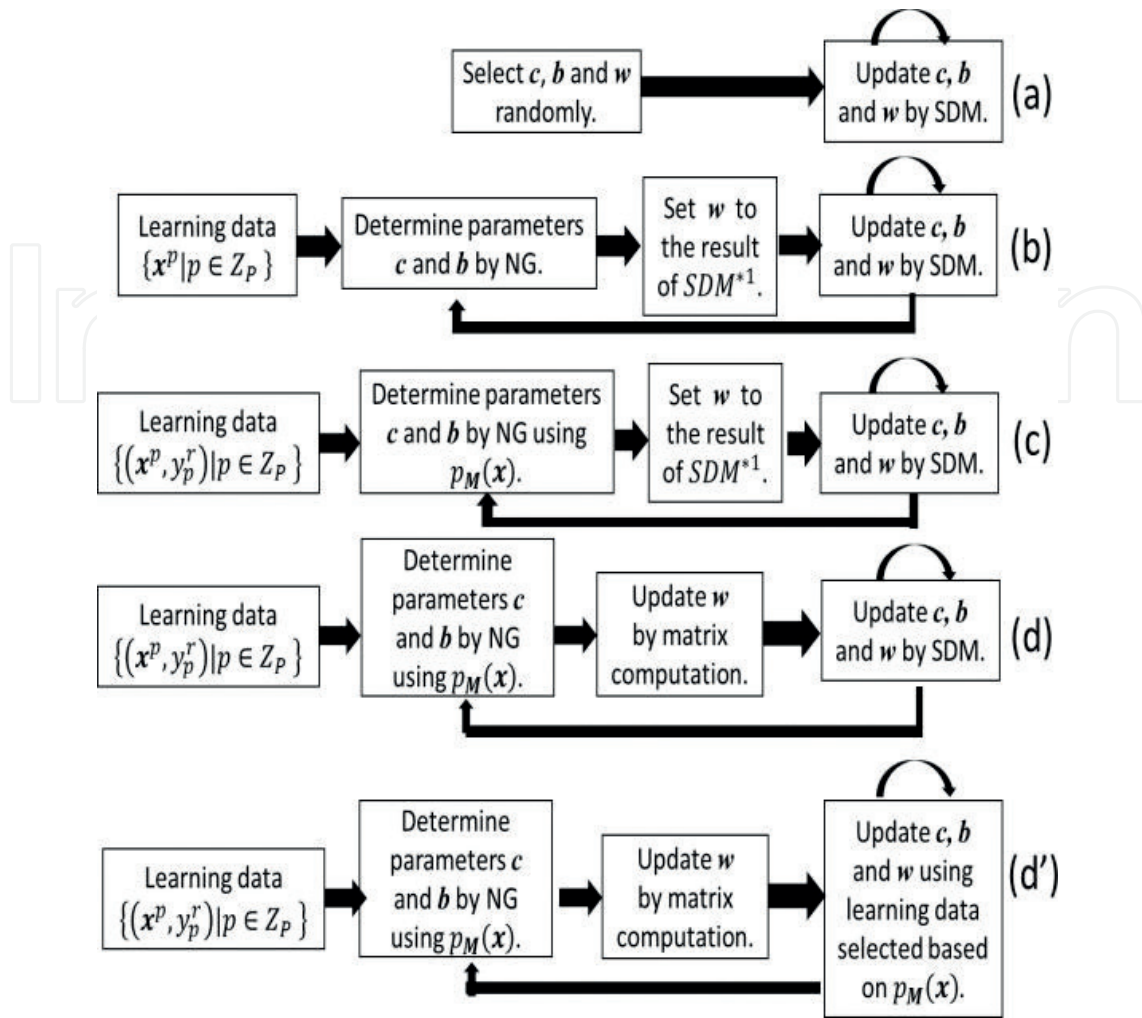 Select c, b and w
randomly.
Update c, b
and w by SDM.
(a)
Learning data
{x^p|p ∈ Z_P}
Determine parameters
c and b by NG.
Set w to
the result
of SDM^{*1}.
Update c, b
and w by SDM.
(b)
Learning data
{(x^p, y_p^r)|p ∈ Z_P}
Determine parameters
c and b by NG using
p_M(x).
Set w to
the result
of SDM^{*1}.
Update c, b
and w by SDM.
(c)
Learning data
{(x^p, y_p^r)|p ∈ Z_P}
Determine
parameters c
and b by NG
using p_M(x).
Update w
by matrix
computation.
Update c, b
and w by SDM.
(d)
Learning data
{(x^p, y_p^r)|p ∈ Z_P}
Determine
parameters c
and b by NG
using p_M(x).
Update w
by matrix
computation.
Update c, b
and w using
learning data
selected based
on p_M(x).
(d')